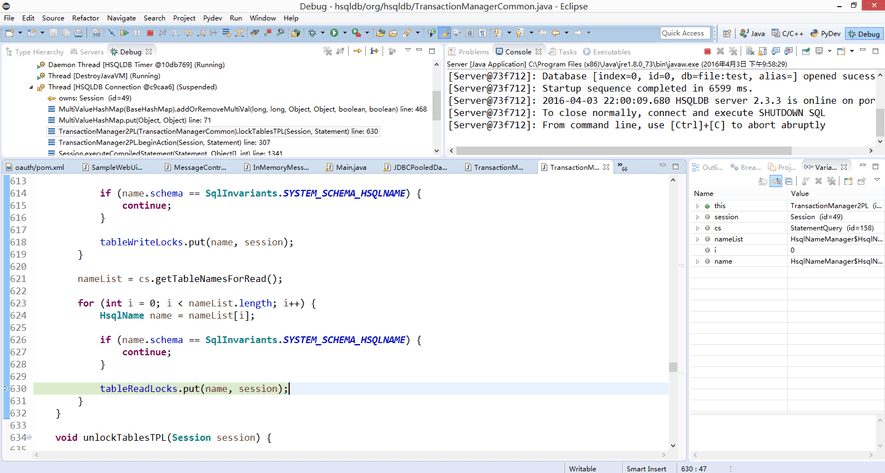 Debug - hsqldb/org/hsqldb/TransactionManagerCommon.java - Eclipse
File Edit Source Refactor Navigate Search Project Pydev Run Window Help
Quick Access Java C/C++ PyDev Debug
Type Hierarchy Servers Debug
Daemon Thread [HSQLDB Timer @10db769] (Running)
Thread [DestroyJavaVM] (Running)
Thread [HSQLDB Connection @c9caa6] (Suspended)
owns: Session (id=49)
MultiValueHashMap(BaseHashMap).addOrRemoveMultiVal(long, long, Object, Object, boolean, boolean) line: 468
MultiValueHashMap.put(Object, Object) line: 71
TransactionManager2PL(TransactionManagerCommon).lockTablesTPL(Session, Statement) line: 630
TransactionManager2PL.beginAction(Session, Statement) line: 307
Session.executeCompiledStatement(Statement, Object[], int) line: 1341
Problems Console Tasks Executables
Server [Java Application] C:\Program Files (x86)\Java\jre1.8.0_73\bin\javaw.exe (2016年4月3日 下午9:58:29)
[Server@73f712]: Database [index=0, id=0, db=file:test, alias=] opened sucess
[Server@73f712]: Startup sequence completed in 6599 ms.
[Server@73f712]: 2016-04-03 22:00:09.680 HSQLDB server 2.3.3 is online on por
[Server@73f712]: To close normally, connect and execute SHUTDOWN SQL
[Server@73f712]: From command line, use [Ctrl]+[C] to abort abruptly
oauth/pom.xml SampleWebUi... MessageContr... InMemoryMess... Main.java JDBCPooledDa... TransactionM... TransactionM... 66
613
614 if (name.schema == SqlInvariants.SYSTEM_SCHEMA_HSQLNAME) {
615 continue;
616 }
617
618 tableWriteLocks.put(name, session);
619 }
620
621 nameList = cs.getTableNamesForRead();
622
623 for (int i = 0; i < nameList.length; i++) {
624 HsqlName name = nameList[i];
625
626 if (name.schema == SqlInvariants.SYSTEM_SCHEMA_HSQLNAME) {
627 continue;
628 }
629
630 tableReadLocks.put(name, session);
631 }
632 }
633
634 void unlockTablesTPL(Session session) {
635
Outli... Brea... Proj... Varia...
Name Value
this TransactionManager2PL (i...
session Session (id=49)
cs StatementQuery (id=158)
nameList HsqlNameManager$HsqlN...
i 0
name HsqlNameManager$HsqlN...
Writable Smart Insert 630 : 47